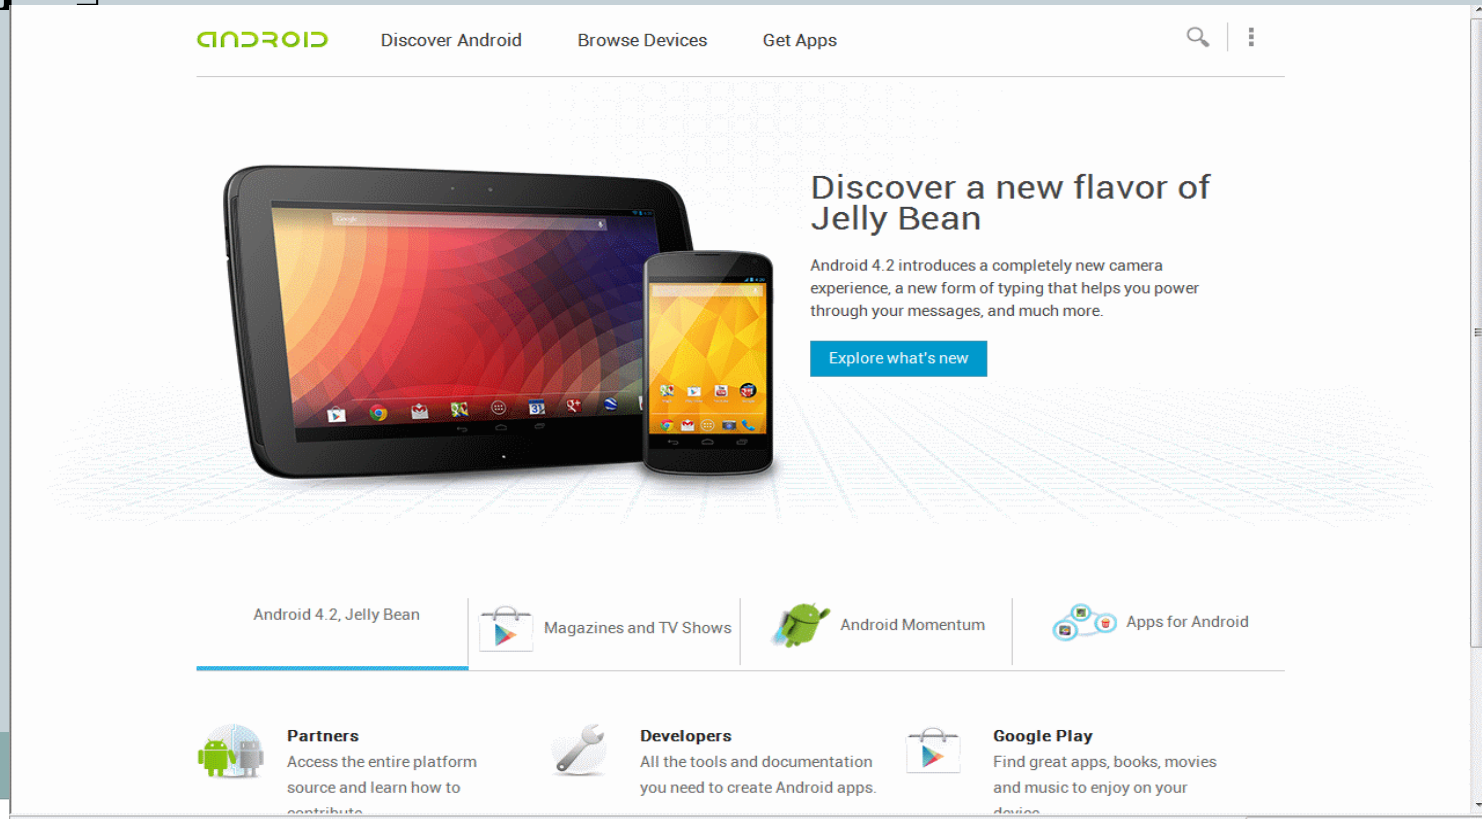 ANDROID
Discover Android
Browse Devices
Get Apps
Google
Discover a new flavor of
Jelly Bean
Android 4.2 introduces a completely new camera
experience, a new form of typing that helps you power
through your messages, and much more.
Explore what's new
31
Android 4.2, Jelly Bean
Magazines and TV Shows
Android Momentum
Apps for Android
Partners
Access the entire platform
source and learn how to
contribute
Developers
All the tools and documentation
you need to create Android apps.
Google Play
Find great apps, books, movies
and music to enjoy on your
device